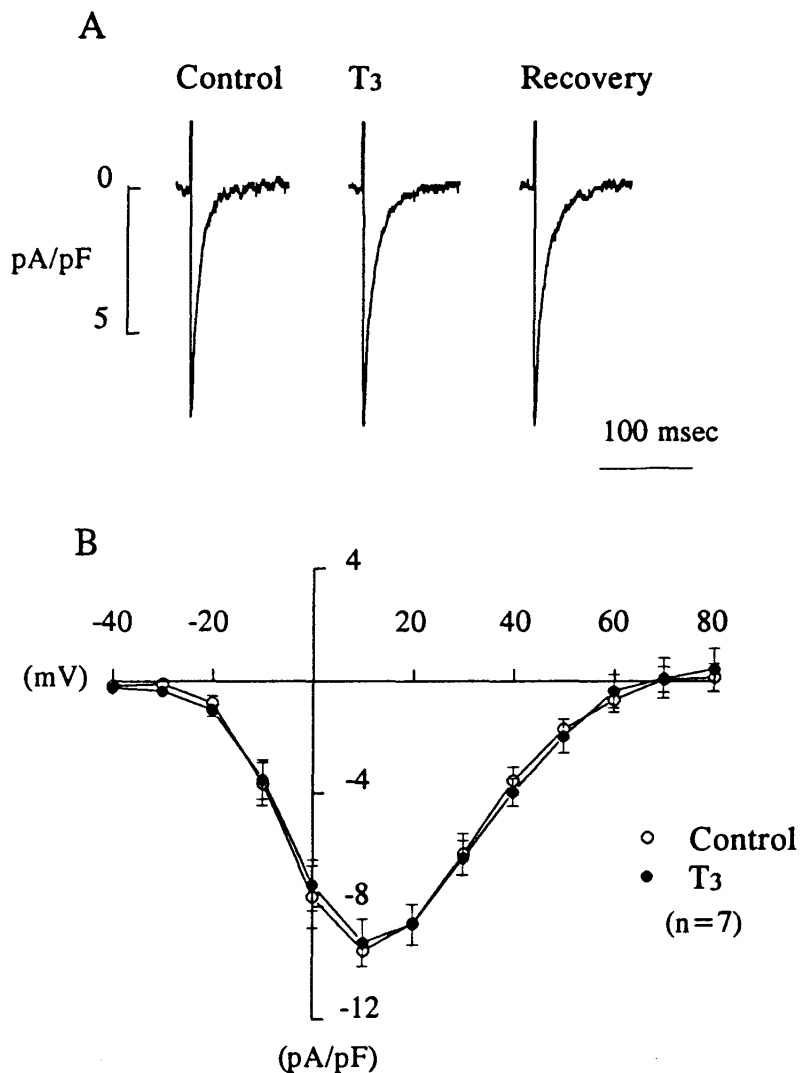 A
Control T3 Recovery
0
pA/pF
5
100 msec
B
4
-40 -20 20 40 60 80
(mV)
-4
-8
-12
(pA/pF)
Control
T3
(n=7)